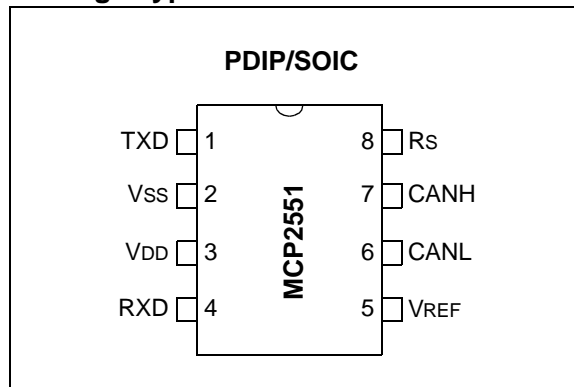 PDIP/SOIC
TXD 1 8 RS
VSS 2 7 CANH
VDD 3 6 CANL
RXD 4 5 VREF
MCP2551